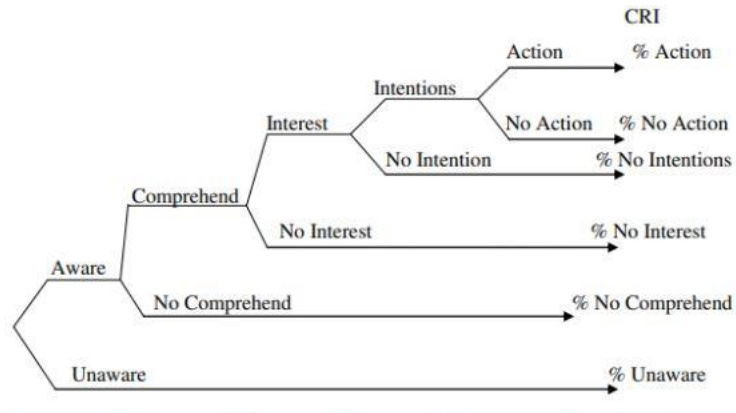 CRI
Action % Action
Intentions
Interest No Action % No Action
No Intention % No Intentions
Comprehend
No Interest % No Interest
Aware
No Comprehend % No Comprehend
Unaware % Unaware